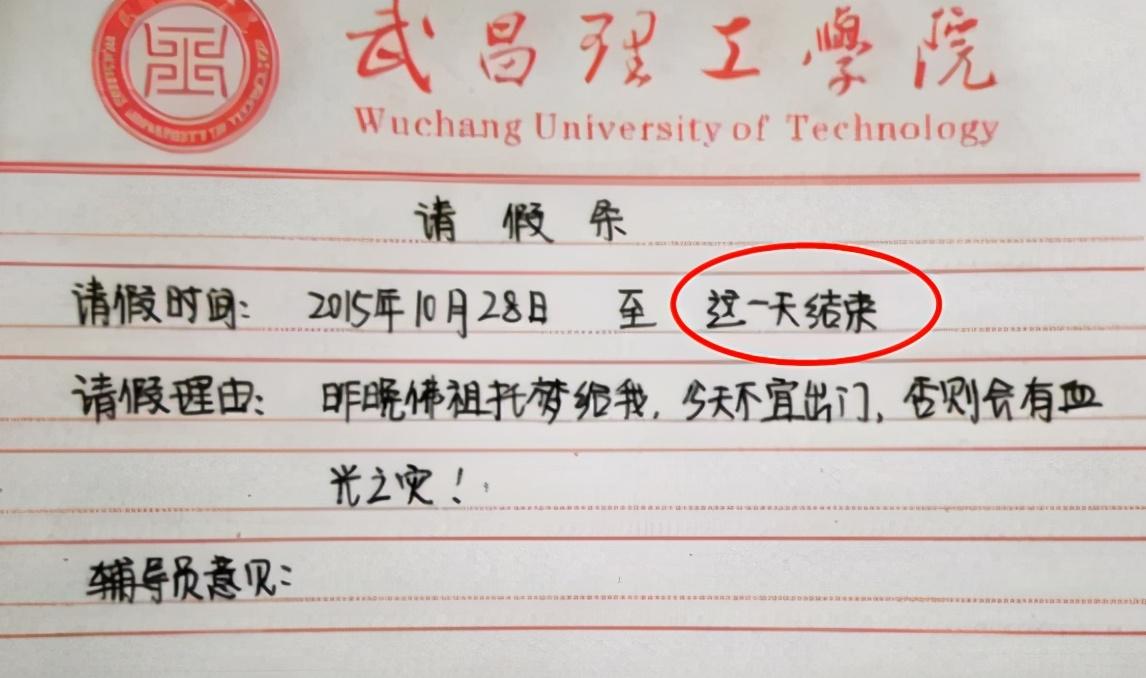 武昌理工學院
Wuchang University of Technology
请假条
请假时间: 2015年10月28日 至 这一天结束
请假理由: 昨晚佛祖托梦给我, 今天不宜出门, 否则会有血
光之灾!
辅导员意见: